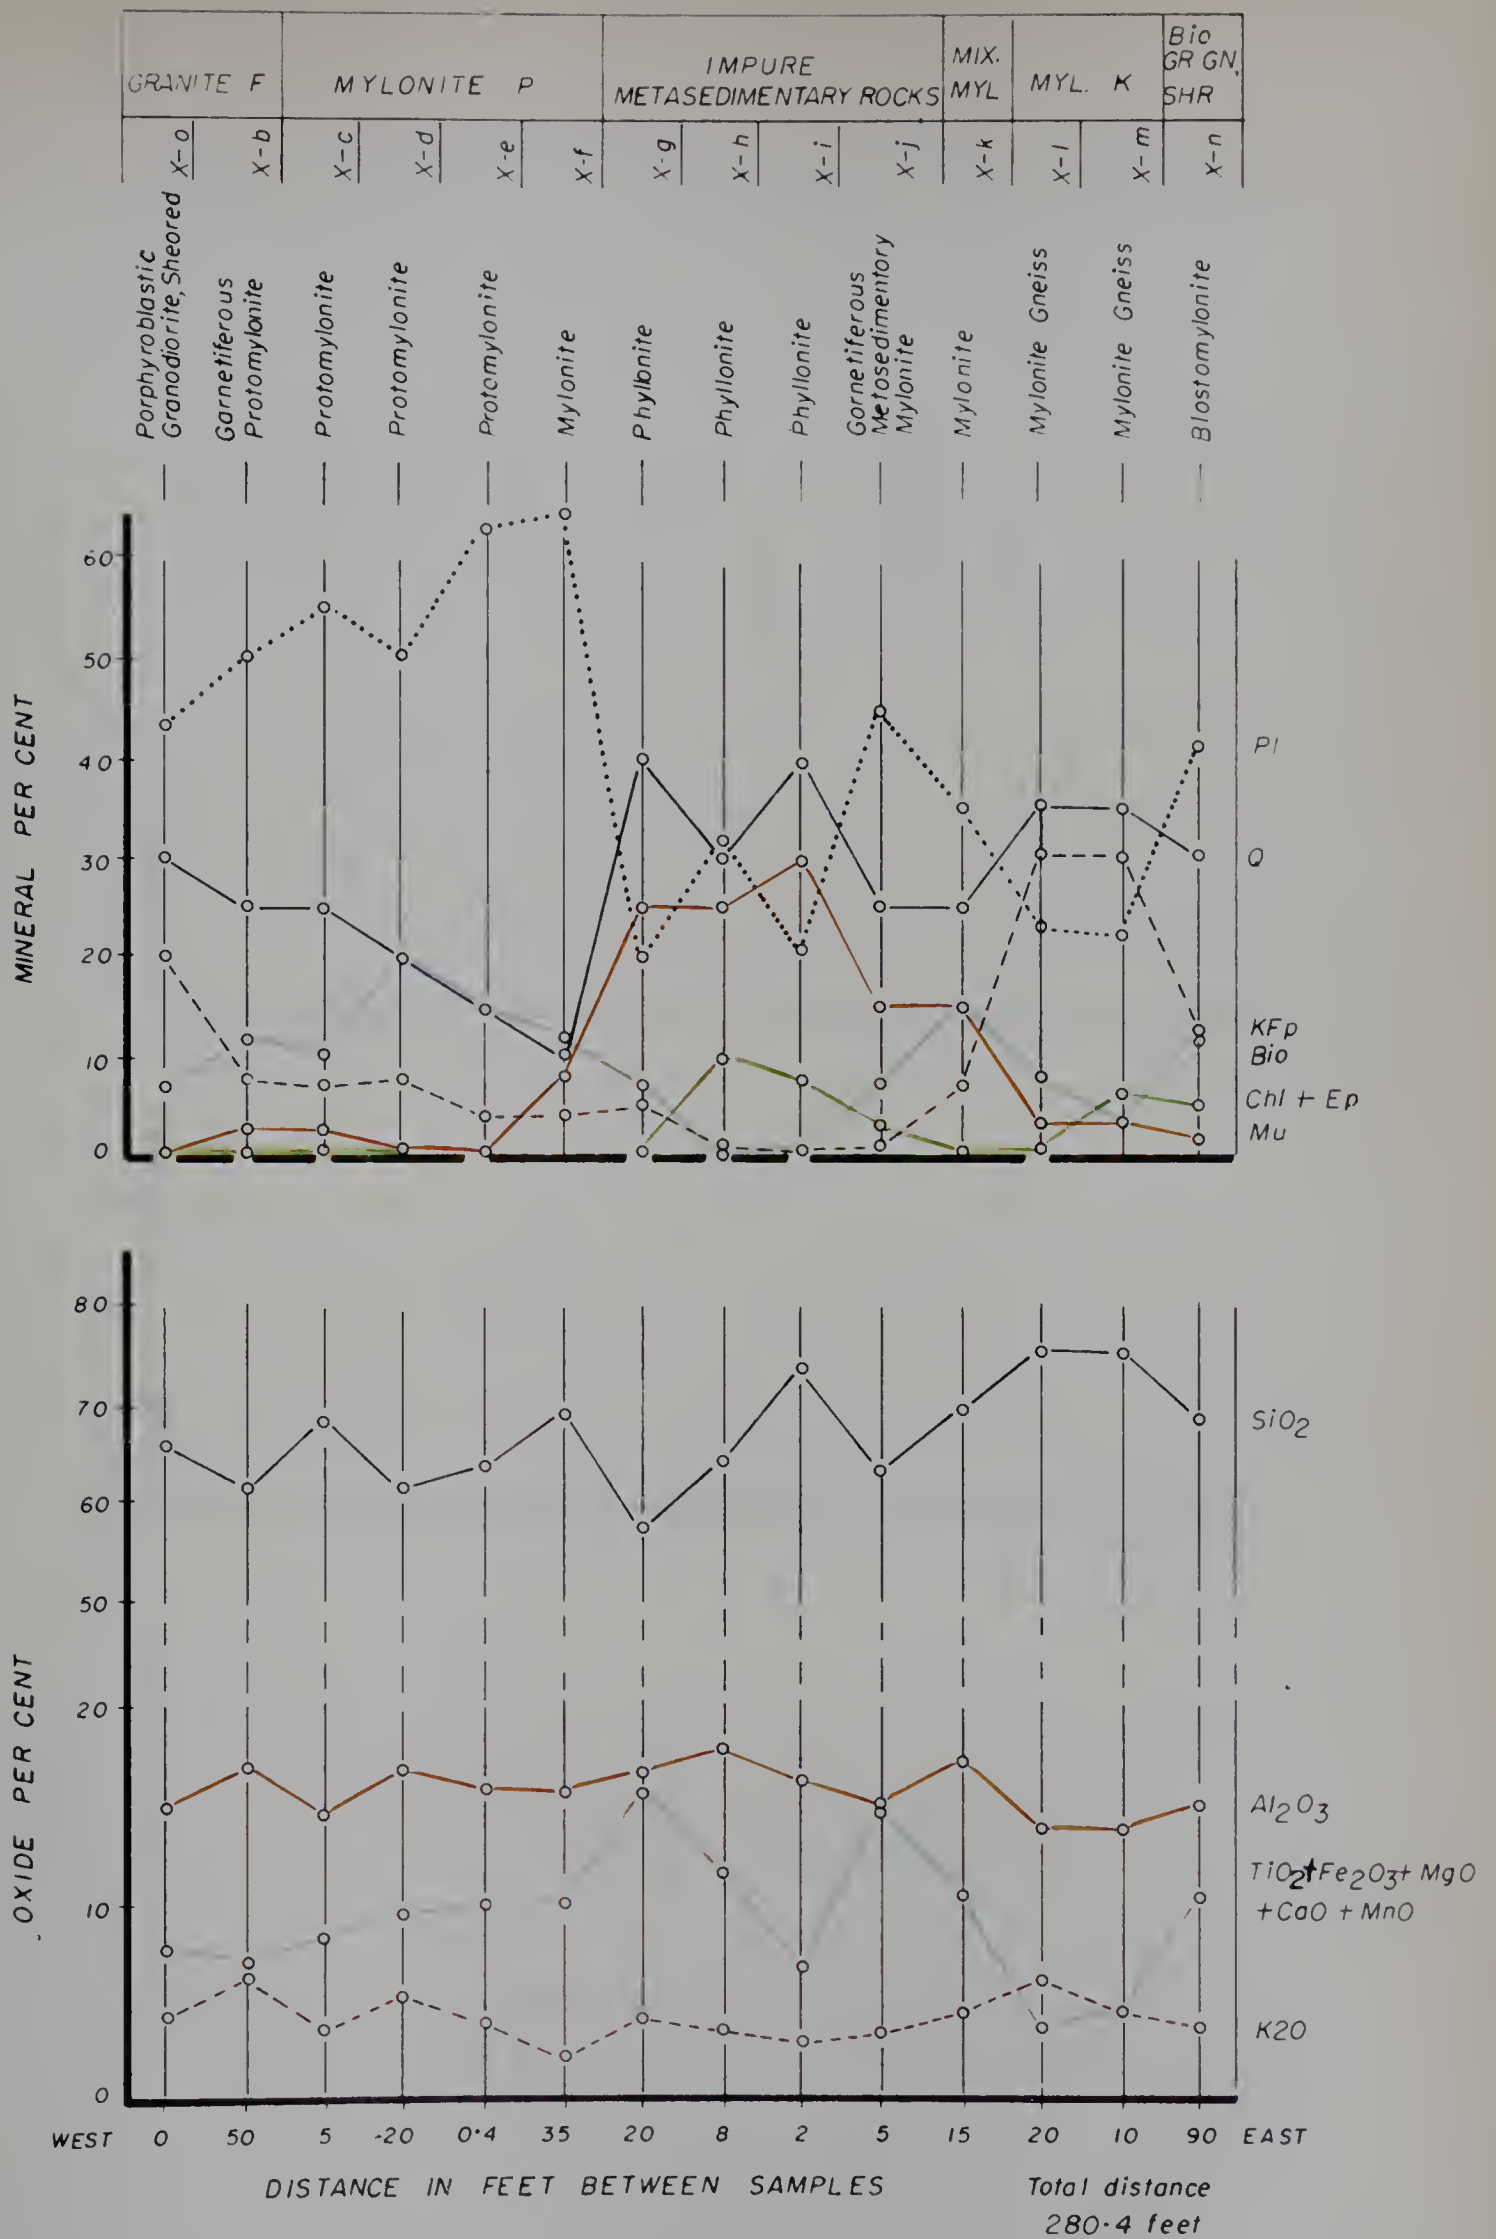 GRANITE F
MYLONITE P
IMPURE
METASEDIMENTARY ROCKS
MIX.
MYL
MYL. K
Bio
GR GN,
SHR
X-a
X-b
X-c
X-d
X-e
X-f
X-g
X-h
X-i
X-j
X-k
X-l
X-m
X-n
Porphyroblastic
Granodiorite, Sheared
Garnetiferous
Protomylonite
Protomylonite
Protomylonite
Protomylonite
Mylonite
Phyllonite
Phyllonite
Phyllonite
Garnetiferous
Metasedimentary
Mylonite
Mylonite
Mylonite Gneiss
Mylonite Gneiss
Blastomylonite
MINERAL PER CENT
60
50
40
30
20
10
0
Pl
Q
KFp
Bio
Chl + Ep
Mu
OXIDE PER CENT
80
70
60
50
20
10
0
SiO2
Al2O3
TiO2+Fe2O3+MgO
+CaO + MnO
K2O
WEST 0 50 5 -20 0·4 35 20 8 2 5 15 20 10 90 EAST
DISTANCE IN FEET BETWEEN SAMPLES
Total distance
280·4 feet